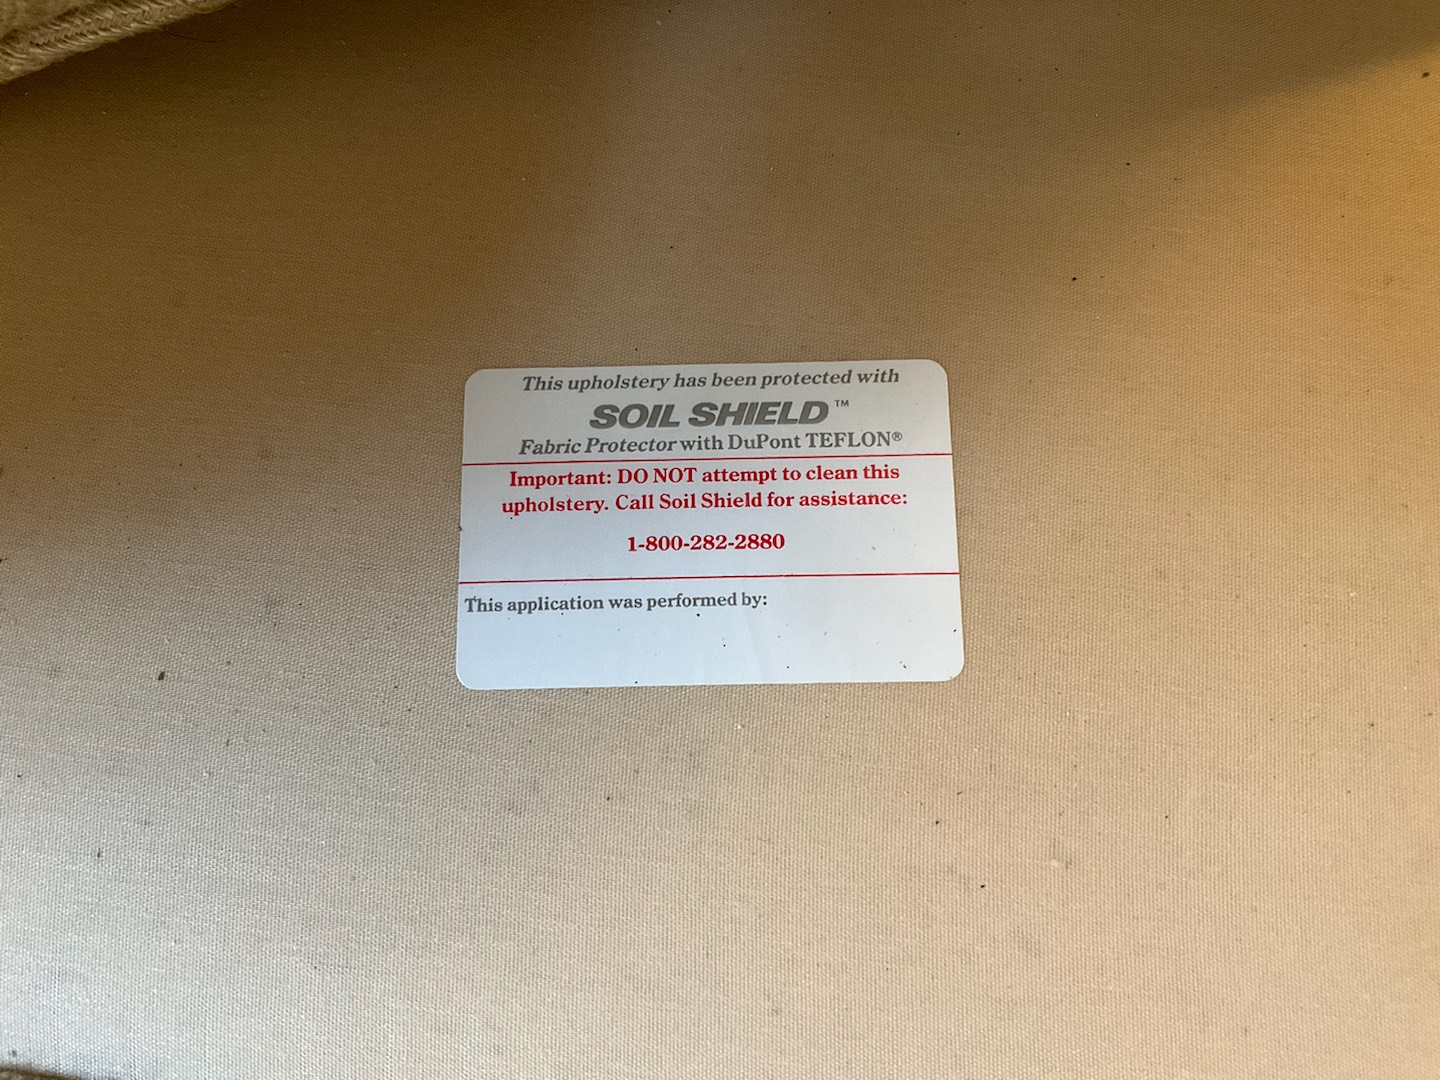 This upholstery has been protected with
SOIL SHIELD™
Fabric Protector with DuPont TEFLON®
Important: DO NOT attempt to clean this
upholstery. Call Soil Shield for assistance:
1-800-282-2880
This application was performed by: